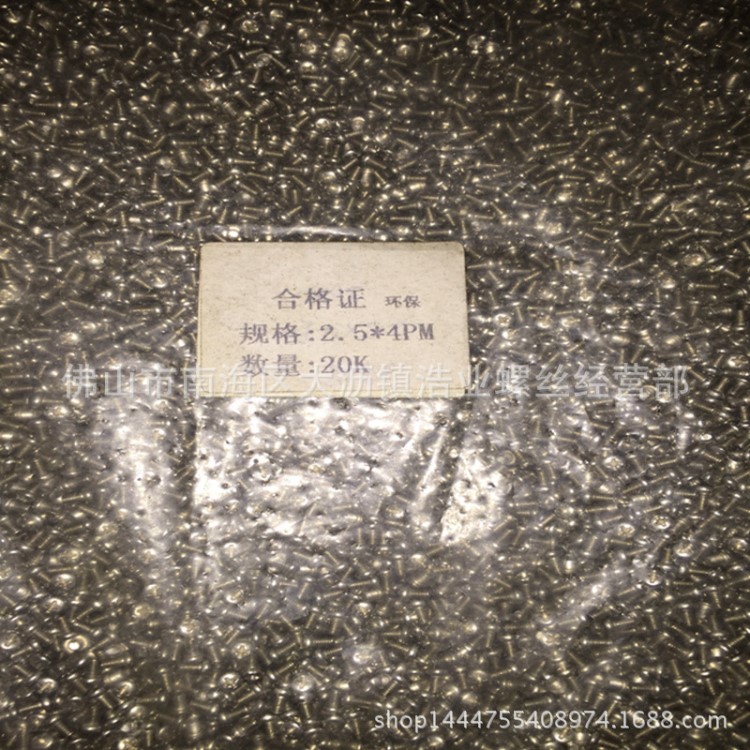 合格证 环保
规格:2.5*4PM
数量:20K
佛山市南海区大沥镇浩业螺丝经营部
shop1444755408974.1688.com